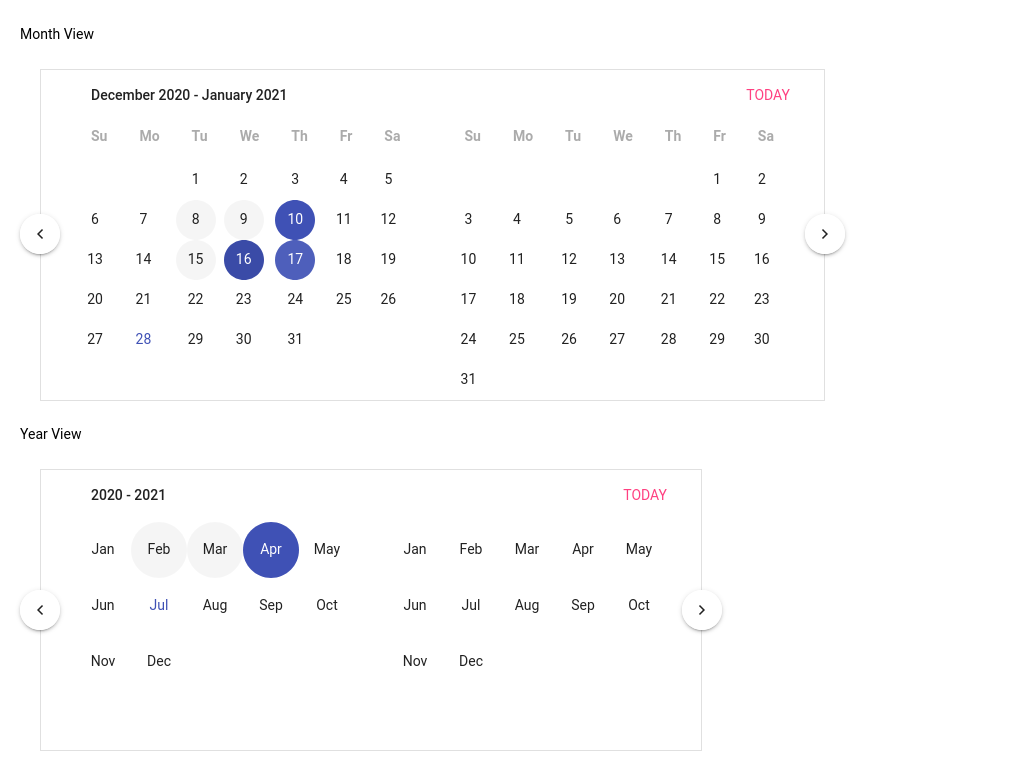 Month View
December 2020 - January 2021 TODAY
Su Mo Tu We Th Fr Sa Su Mo Tu We Th Fr Sa
1 2 3 4 5 1 2
6 7 8 9 10 11 12 3 4 5 6 7 8 9
13 14 15 16 17 18 19 10 11 12 13 14 15 16
20 21 22 23 24 25 26 17 18 19 20 21 22 23
27 28 29 30 31 24 25 26 27 28 29 30
31
Year View
2020 - 2021 TODAY
Jan Feb Mar Apr May Jan Feb Mar Apr May
Jun Jul Aug Sep Oct Jun Jul Aug Sep Oct
Nov Dec Nov Dec